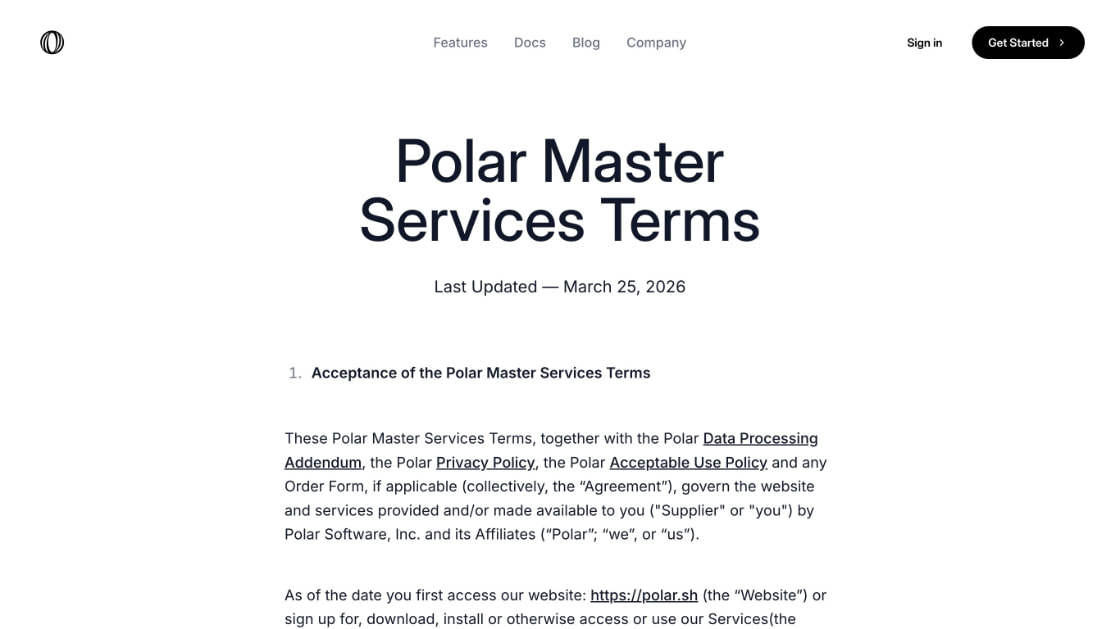 Features Docs Blog Company Sign in Get Started
Polar Master
Services Terms
Last Updated — March 25, 2026
1. Acceptance of the Polar Master Services Terms
These Polar Master Services Terms, together with the Polar Data Processing
Addendum, the Polar Privacy Policy, the Polar Acceptable Use Policy and any
Order Form, if applicable (collectively, the “Agreement”), govern the website
and services provided and/or made available to you ("Supplier" or "you") by
Polar Software, Inc. and its Affiliates (“Polar”; “we”, or “us”).
As of the date you first access our website: https://polar.sh (the “Website”) or
sign up for, download, install or otherwise access or use our Services(the